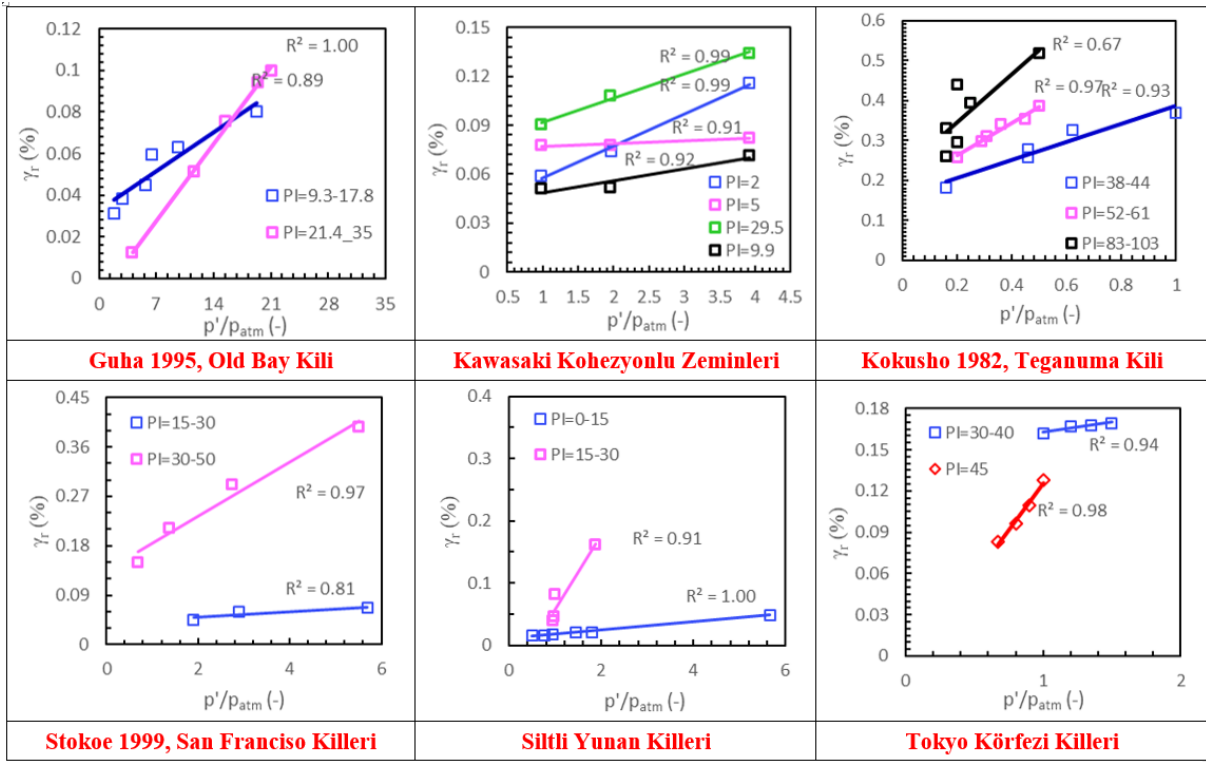 0.12
0.1
0.08
0.06
0.04
0.02
0
γr (%)
R² = 1.00
R² = 0.89
PI=9.3-17.8
PI=21.4_35
0 7 14 21 28 35
p'/patm (-)
0.15
0.12
0.09
0.06
0.03
0
γr (%)
R² = 0.99
R² = 0.99
R² = 0.91
R² = 0.92
PI=2
PI=5
PI=29.5
PI=9.9
0.5 1 1.5 2 2.5 3 3.5 4 4.5
p'/patm (-)
0.6
0.5
0.4
0.3
0.2
0.1
0
γr (%)
R² = 0.67
R² = 0.97
R² = 0.93
PI=38-44
PI=52-61
PI=83-103
0 0.2 0.4 0.6 0.8 1
p'/patm (-)
Guha 1995, Old Bay Kili
Kawasaki Kohezyonlu Zeminleri
Kokusho 1982, Teganuma Kili
0.45
0.36
0.27
0.18
0.09
0
γr (%)
PI=15-30
PI=30-50
R² = 0.97
R² = 0.81
2 4 6
p'/patm (-)
0.4
0.3
0.2
0.1
0
γr (%)
PI=0-15
PI=15-30
R² = 0.91
R² = 1.00
0 2 4 6
p'/patm (-)
0.18
0.15
0.12
0.09
0.06
0.03
0
γr (%)
PI=30-40
R² = 0.94
PI=45
R² = 0.98
0 1 2
p'/patm (-)
Stokoe 1999, San Franciso Killeri
Siltli Yunan Killeri
Tokyo Körfezi Killeri